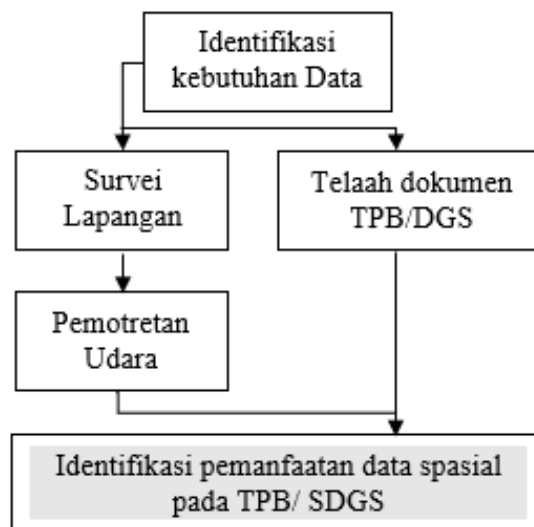 Identifikasi
kebutuhan Data
Survei
Lapangan
Telaah dokumen
TPB/DGS
Pemotretan
Udara
Identifikasi pemanfaatan data spasial
pada TPB/ SDGS